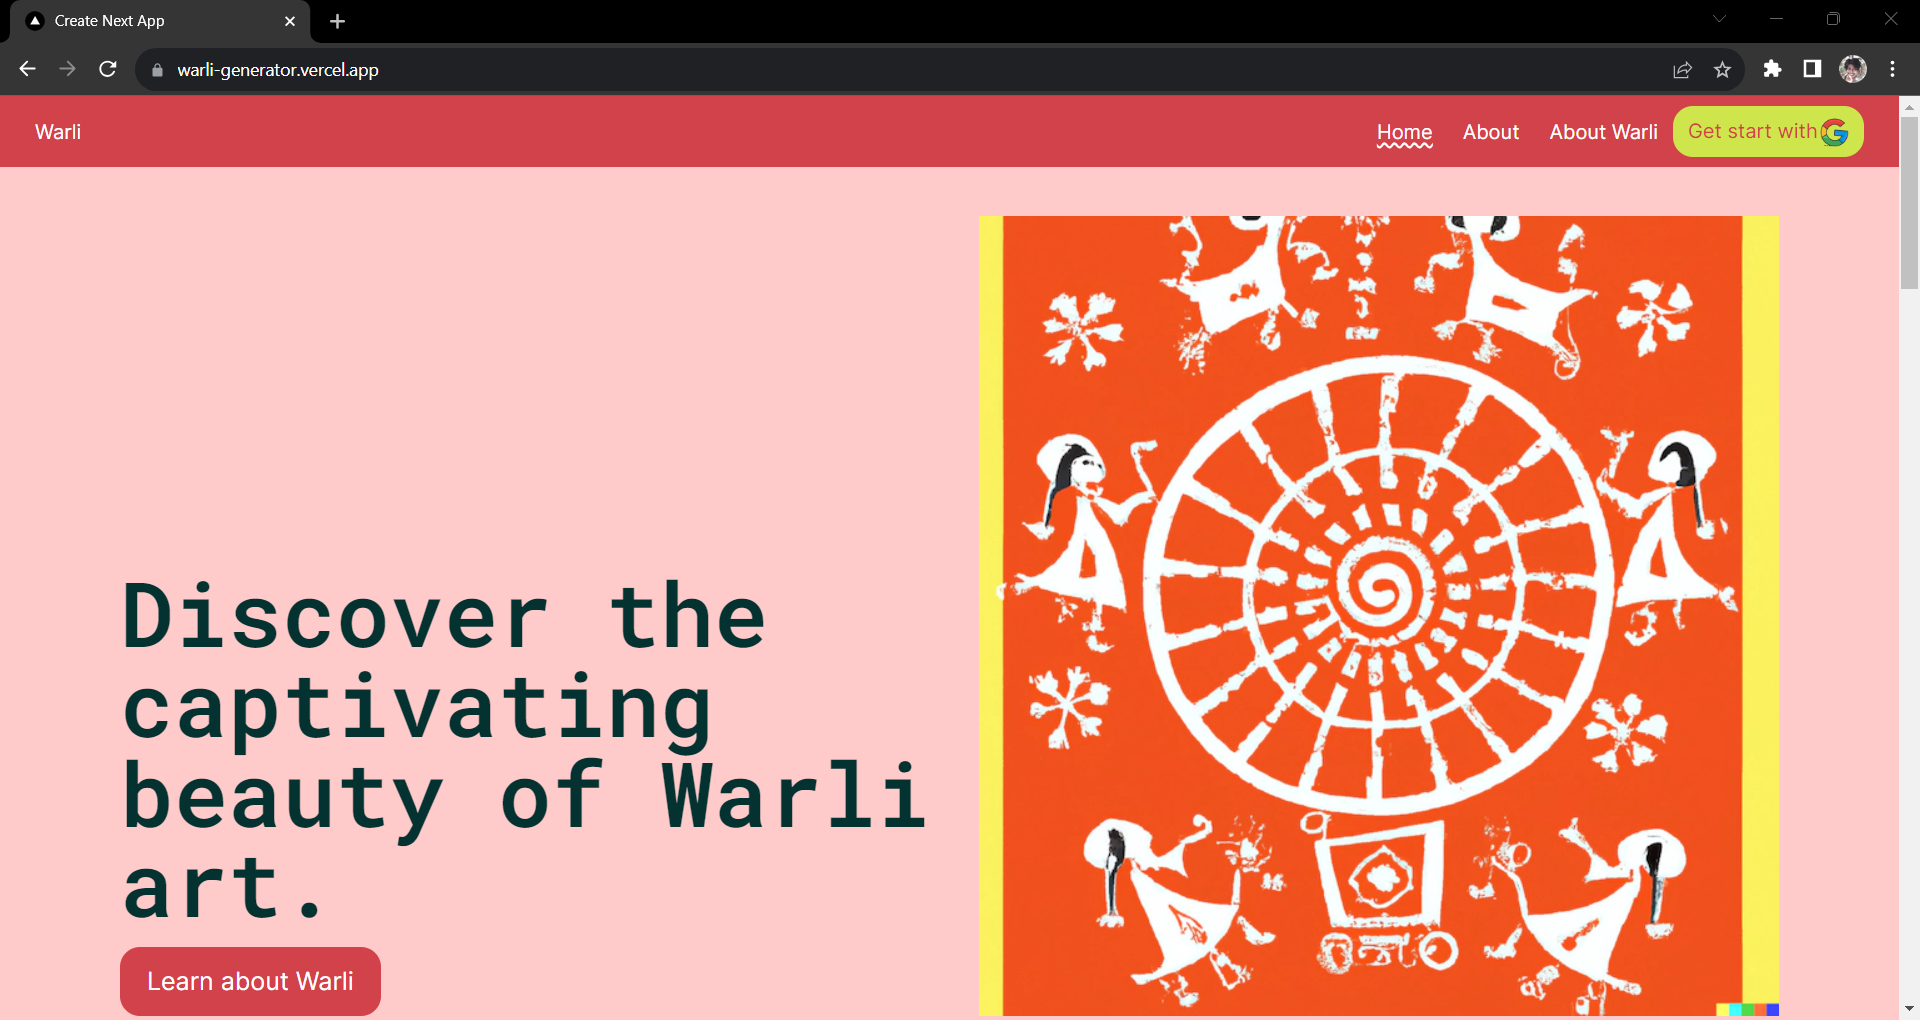 Create Next App
warli-generator.vercel.app
Warli
Home
About
About Warli
Get start with
Discover the
captivating
beauty of Warli
art.
Learn about Warli